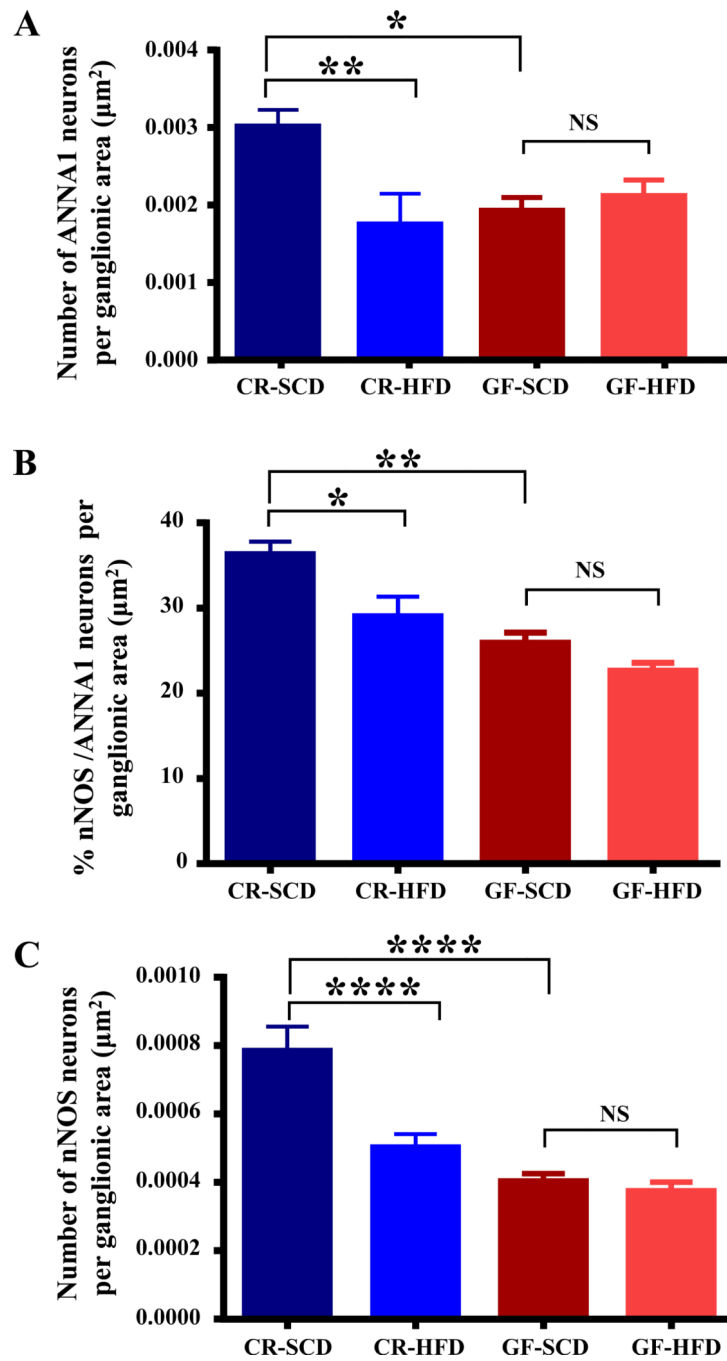 A
Number of ANNA1 neurons
per ganglionic area (µm²)
0.004
0.003
0.002
0.001
0.000
*
**
NS
CR-SCD CR-HFD GF-SCD GF-HFD
B
% nNOS /ANNA1 neurons per
ganglionic area (µm²)
40
30
20
10
0
**
*
NS
CR-SCD CR-HFD GF-SCD GF-HFD
C
Number of nNOS neurons
per ganglionic area (µm²)
0.0010
0.0008
0.0006
0.0004
0.0002
0.0000
****
****
NS
CR-SCD CR-HFD GF-SCD GF-HFD